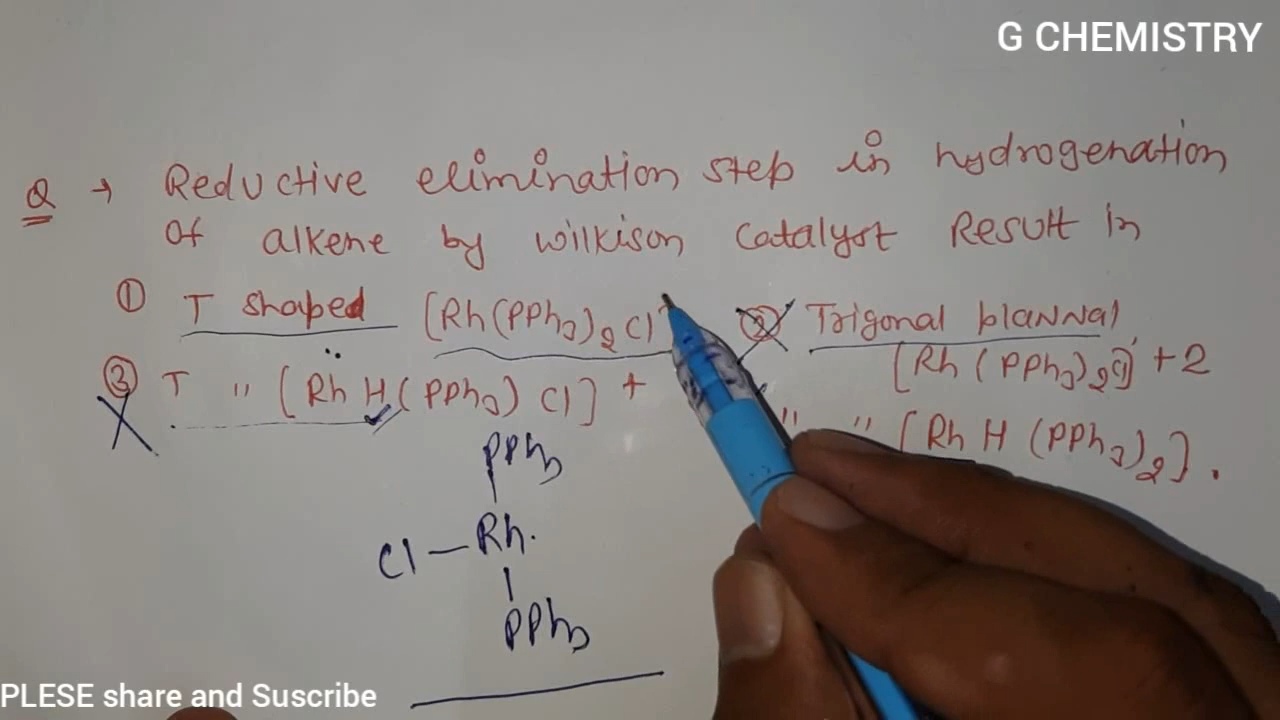 G CHEMISTRY
Q → Reductive elimination step in hydrogenation
of alkene by wilkison catalyst Result in
① T shaped [Rh(PPh3)2Cl
② Trigonal plannal
[Rh (PPh3)2Cl] + 2
③ T " [Rh H (PPh3) Cl] +
" " [Rh H (PPh3)2].
PPh3
Cl — Rh.
PPh3
PLESE share and Suscribe